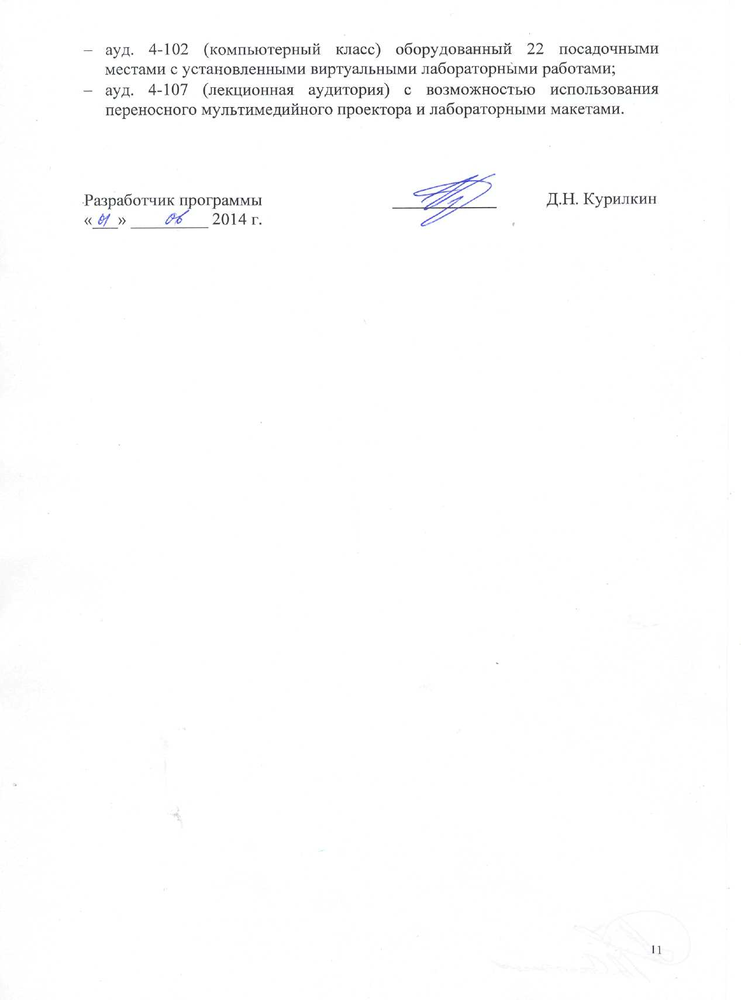 – ауд. 4-102 (компьютерный класс) оборудованный 22 посадочными
местами с установленными виртуальными лабораторными работами;
– ауд. 4-107 (лекционная аудитория) с возможностью использования
переносного мультимедийного проектора и лабораторными макетами.
Разработчик программы ____________ Д.Н. Курилкин
«01» 06 2014 г.
11